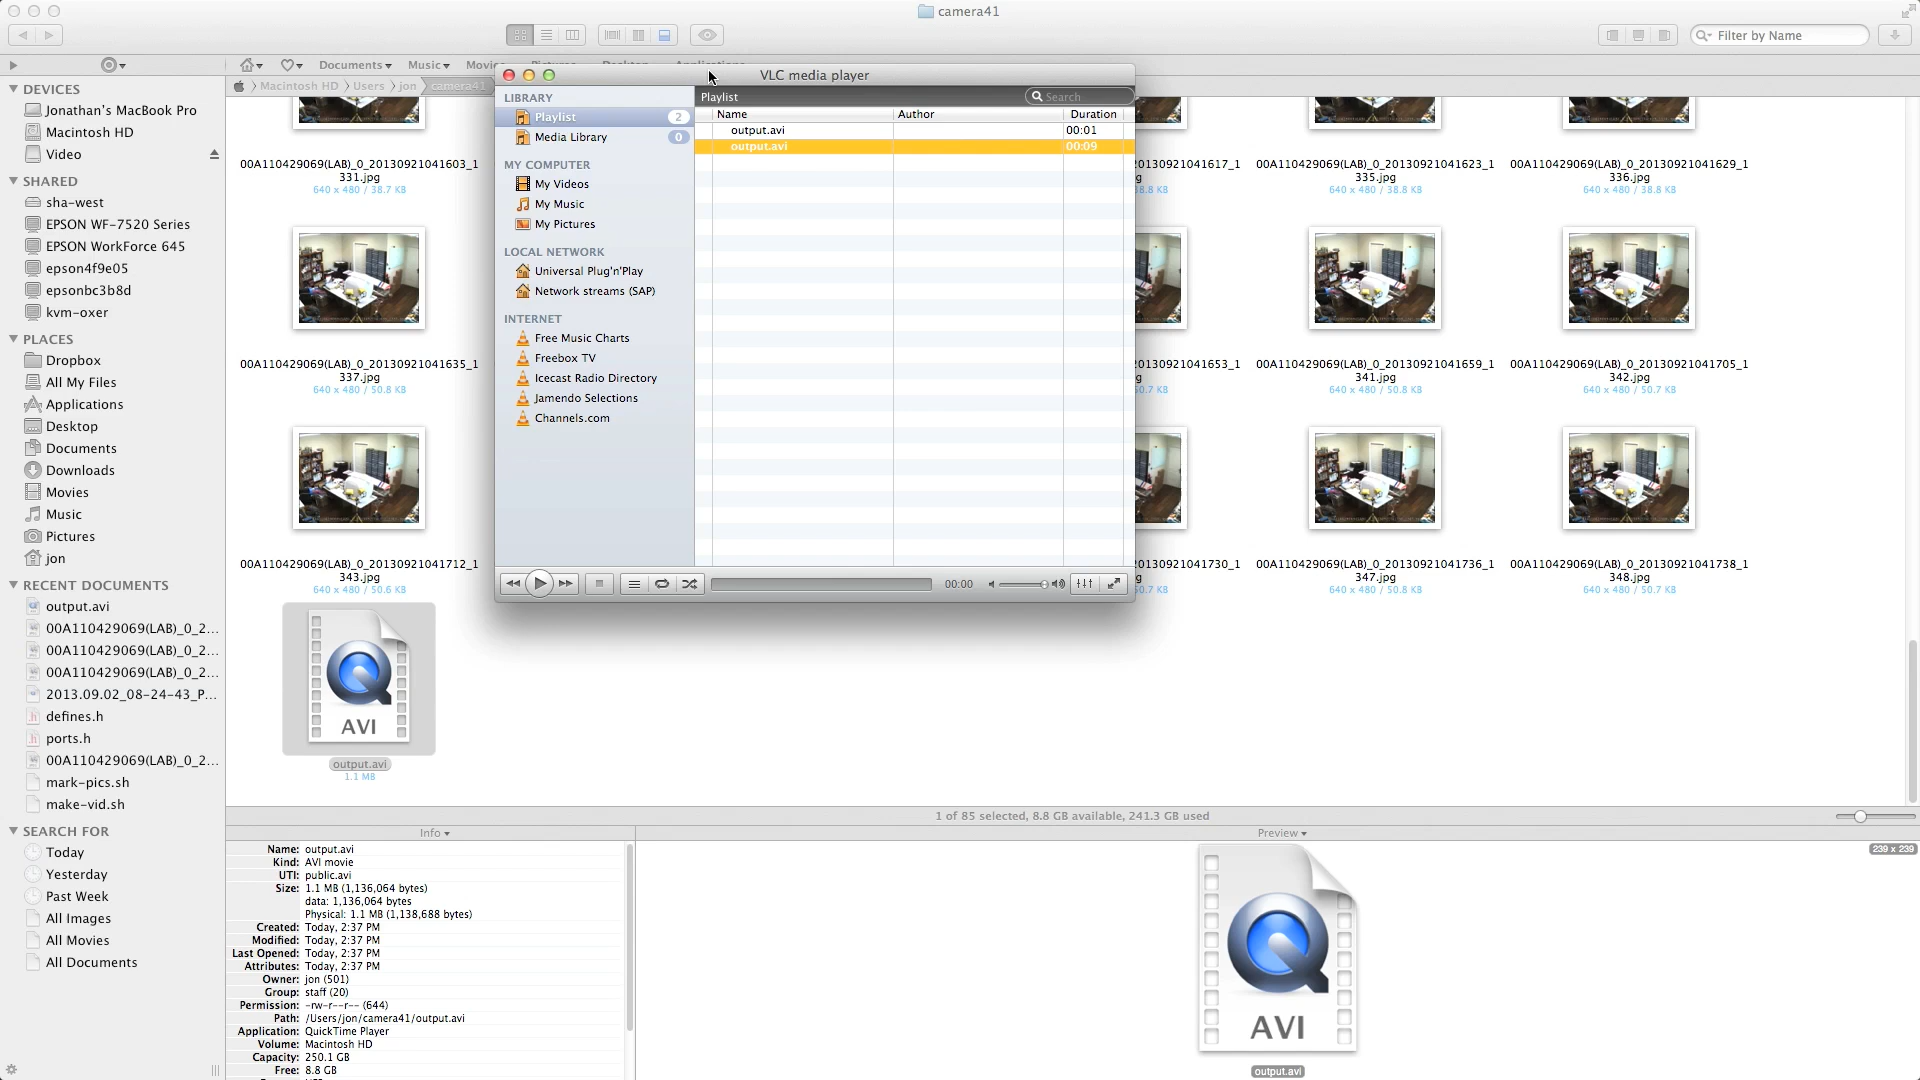 camera41
Filter by Name
Documents
Music
Macintosh HD
Users
jon
camera41
DEVICES
Jonathan's MacBook Pro
Macintosh HD
Video
SHARED
sha-west
EPSON WF-7520 Series
EPSON WorkForce 645
epson4f9e05
epsonbc3b8d
kvm-oxer
PLACES
Dropbox
All My Files
Applications
Desktop
Documents
Downloads
Movies
Music
Pictures
jon
RECENT DOCUMENTS
output.avi
00A110429069(LAB)_0_2...
00A110429069(LAB)_0_2...
00A110429069(LAB)_0_2...
2013.09.02_08-24-43_P...
defines.h
ports.h
00A110429069(LAB)_0_2...
mark-pics.sh
make-vid.sh
SEARCH FOR
Today
Yesterday
Past Week
All Images
All Movies
All Documents
VLC media player
LIBRARY
Playlist 2
Media Library 0
MY COMPUTER
My Videos
My Music
My Pictures
LOCAL NETWORK
Universal Plug'n'Play
Network streams (SAP)
INTERNET
Free Music Charts
Freebox TV
Icecast Radio Directory
Jamendo Selections
Channels.com
Playlist
Search
Name Author Duration
output.avi 00:01
output.avi 00:09
00:00
00A110429069(LAB)_0_20130921041603_1
331.jpg
640 x 480 / 38.7 KB
20130921041617_1
00A110429069(LAB)_0_20130921041623_1
335.jpg
640 x 480 / 38.8 KB
00A110429069(LAB)_0_20130921041629_1
336.jpg
640 x 480 / 38.8 KB
00A110429069(LAB)_0_20130921041635_1
337.jpg
640 x 480 / 50.8 KB
20130921041653_1
00A110429069(LAB)_0_20130921041659_1
341.jpg
640 x 480 / 50.8 KB
00A110429069(LAB)_0_20130921041705_1
342.jpg
640 x 480 / 50.7 KB
00A110429069(LAB)_0_20130921041712_1
343.jpg
640 x 480 / 50.6 KB
20130921041730_1
00A110429069(LAB)_0_20130921041736_1
347.jpg
640 x 480 / 50.8 KB
00A110429069(LAB)_0_20130921041738_1
348.jpg
640 x 480 / 50.7 KB
AVI
output.avi
1.1 MB
1 of 85 selected, 8.8 GB available, 241.3 GB used
Info
Name: output.avi
Kind: AVI movie
UTI: public.avi
Size: 1.1 MB (1,136,064 bytes)
data: 1,136,064 bytes
Physical: 1.1 MB (1,138,688 bytes)
Created: Today, 2:37 PM
Modified: Today, 2:37 PM
Last Opened: Today, 2:37 PM
Attributes: Today, 2:37 PM
Owner: jon (501)
Group: staff (20)
Permission: -rw-r--r-- (644)
Path: /Users/jon/camera41/output.avi
Application: QuickTime Player
Volume: Macintosh HD
Capacity: 250.1 GB
Free: 8.8 GB
Preview
239 x 239
AVI
output.avi